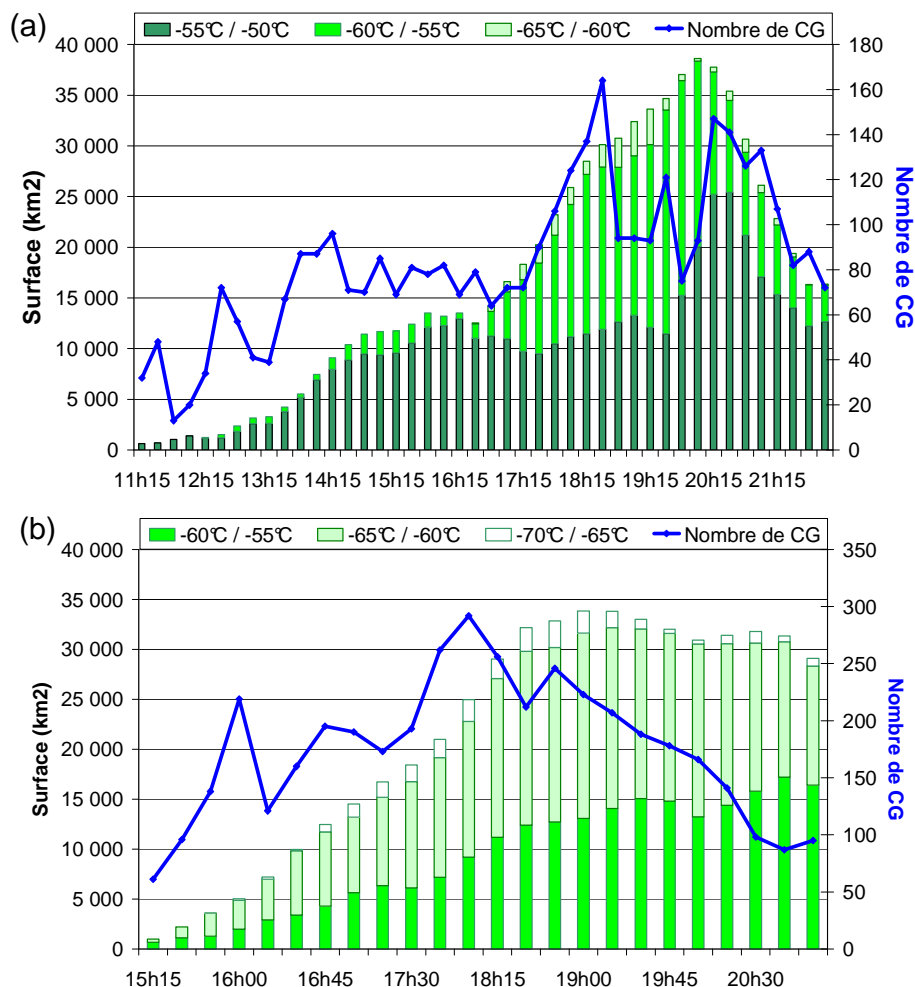 (a)
-55°C / -50°C -60°C / -55°C -65°C / -60°C Nombre de CG
40 000 180
35 000 160
30 000 140
25 000 120
20 000 100
15 000 80
10 000 60
5 000 40
0 20
0
Surface (km2)
Nombre de CG
11h15 12h15 13h15 14h15 15h15 16h15 17h15 18h15 19h15 20h15 21h15
(b)
-60°C / -55°C -65°C / -60°C -70°C / -65°C Nombre de CG
40 000 350
35 000 300
30 000 250
25 000 200
20 000 150
15 000 100
10 000 50
5 000 0
0
Surface (km2)
Nombre de CG
15h15 16h00 16h45 17h30 18h15 19h00 19h45 20h30